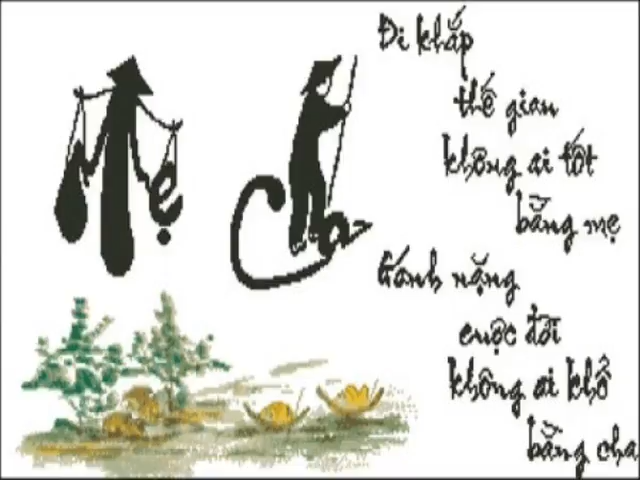 Mẹ Cha
Đi khắp
thế gian
không ai tốt
bằng mẹ
Gánh nặng
cuộc đời
không ai khổ
bằng cha